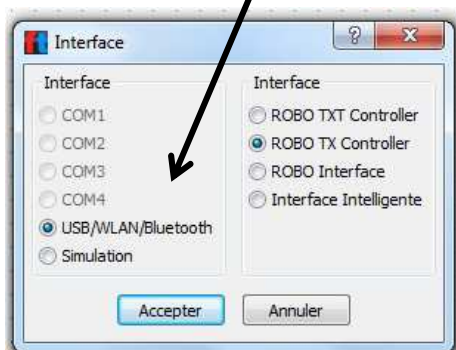 Interface
Interface
COM1
COM2
COM3
COM4
USB/WLAN/Bluetooth
Simulation
Interface
ROBO TXT Controller
ROBO TX Controller
ROBO Interface
Interface Intelligente
Accepter
Annuler